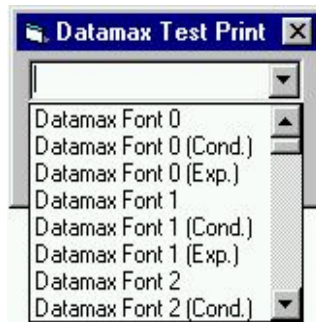 Datamax Test Print
Datamax Font 0
Datamax Font 0 (Cond.)
Datamax Font 0 (Exp.)
Datamax Font 1
Datamax Font 1 (Cond.)
Datamax Font 1 (Exp.)
Datamax Font 2
Datamax Font 2 (Cond.)